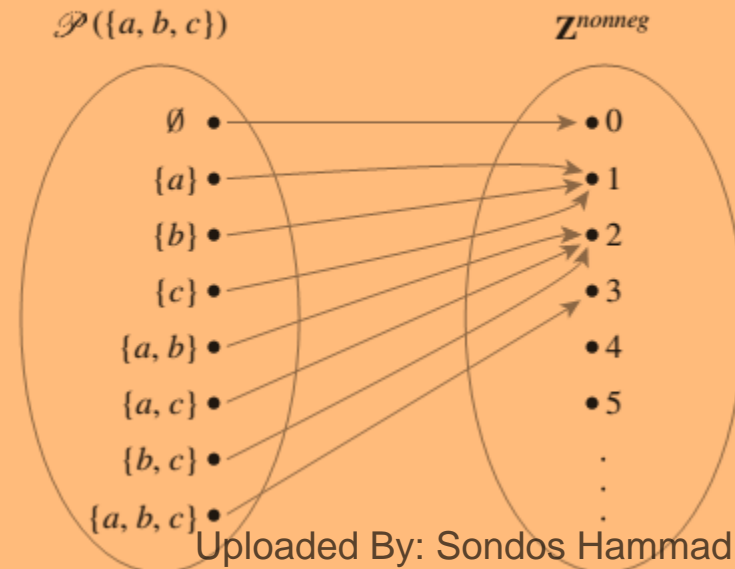 𝒫({a, b, c}) Z^nonneg
∅ 0
{a} 1
{b} 2
{c} 3
{a, b} 4
{a, c} 5
{b, c} .
.
{a, b, c} .
Uploaded By: Sondos Hammad